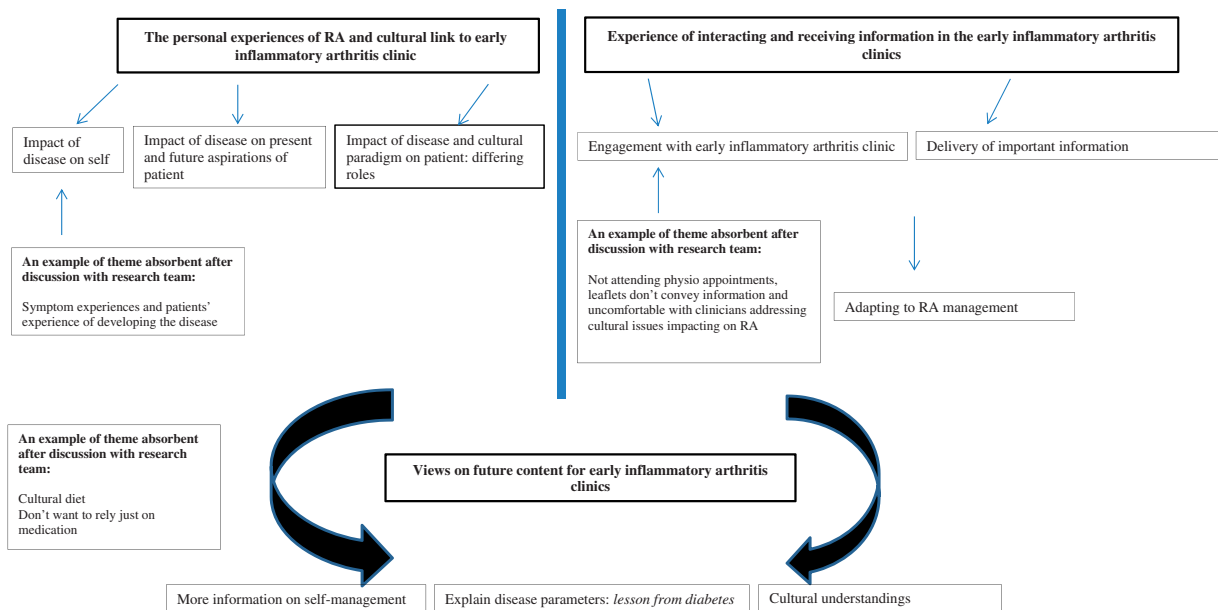 The personal experiences of RA and cultural link to early
inflammatory arthritis clinic
Experience of interacting and receiving information in the early inflammatory arthritis
clinics
Impact of
disease on self
Impact of disease on present
and future aspirations of
patient
Impact of disease and cultural
paradigm on patient: differing
roles
Engagement with early inflammatory arthritis clinic
Delivery of important information
An example of theme absorbent after
discussion with research team:
Symptom experiences and patients’
experience of developing the disease
An example of theme absorbent after
discussion with research team:
Not attending physio appointments,
leaflets don’t convey information and
uncomfortable with clinicians addressing
cultural issues impacting on RA
Adapting to RA management
An example of theme absorbent
after discussion with research
team:
Cultural diet
Don’t want to rely just on
medication
Views on future content for early inflammatory arthritis
clinics
More information on self-management
Explain disease parameters: lesson from diabetes
Cultural understandings